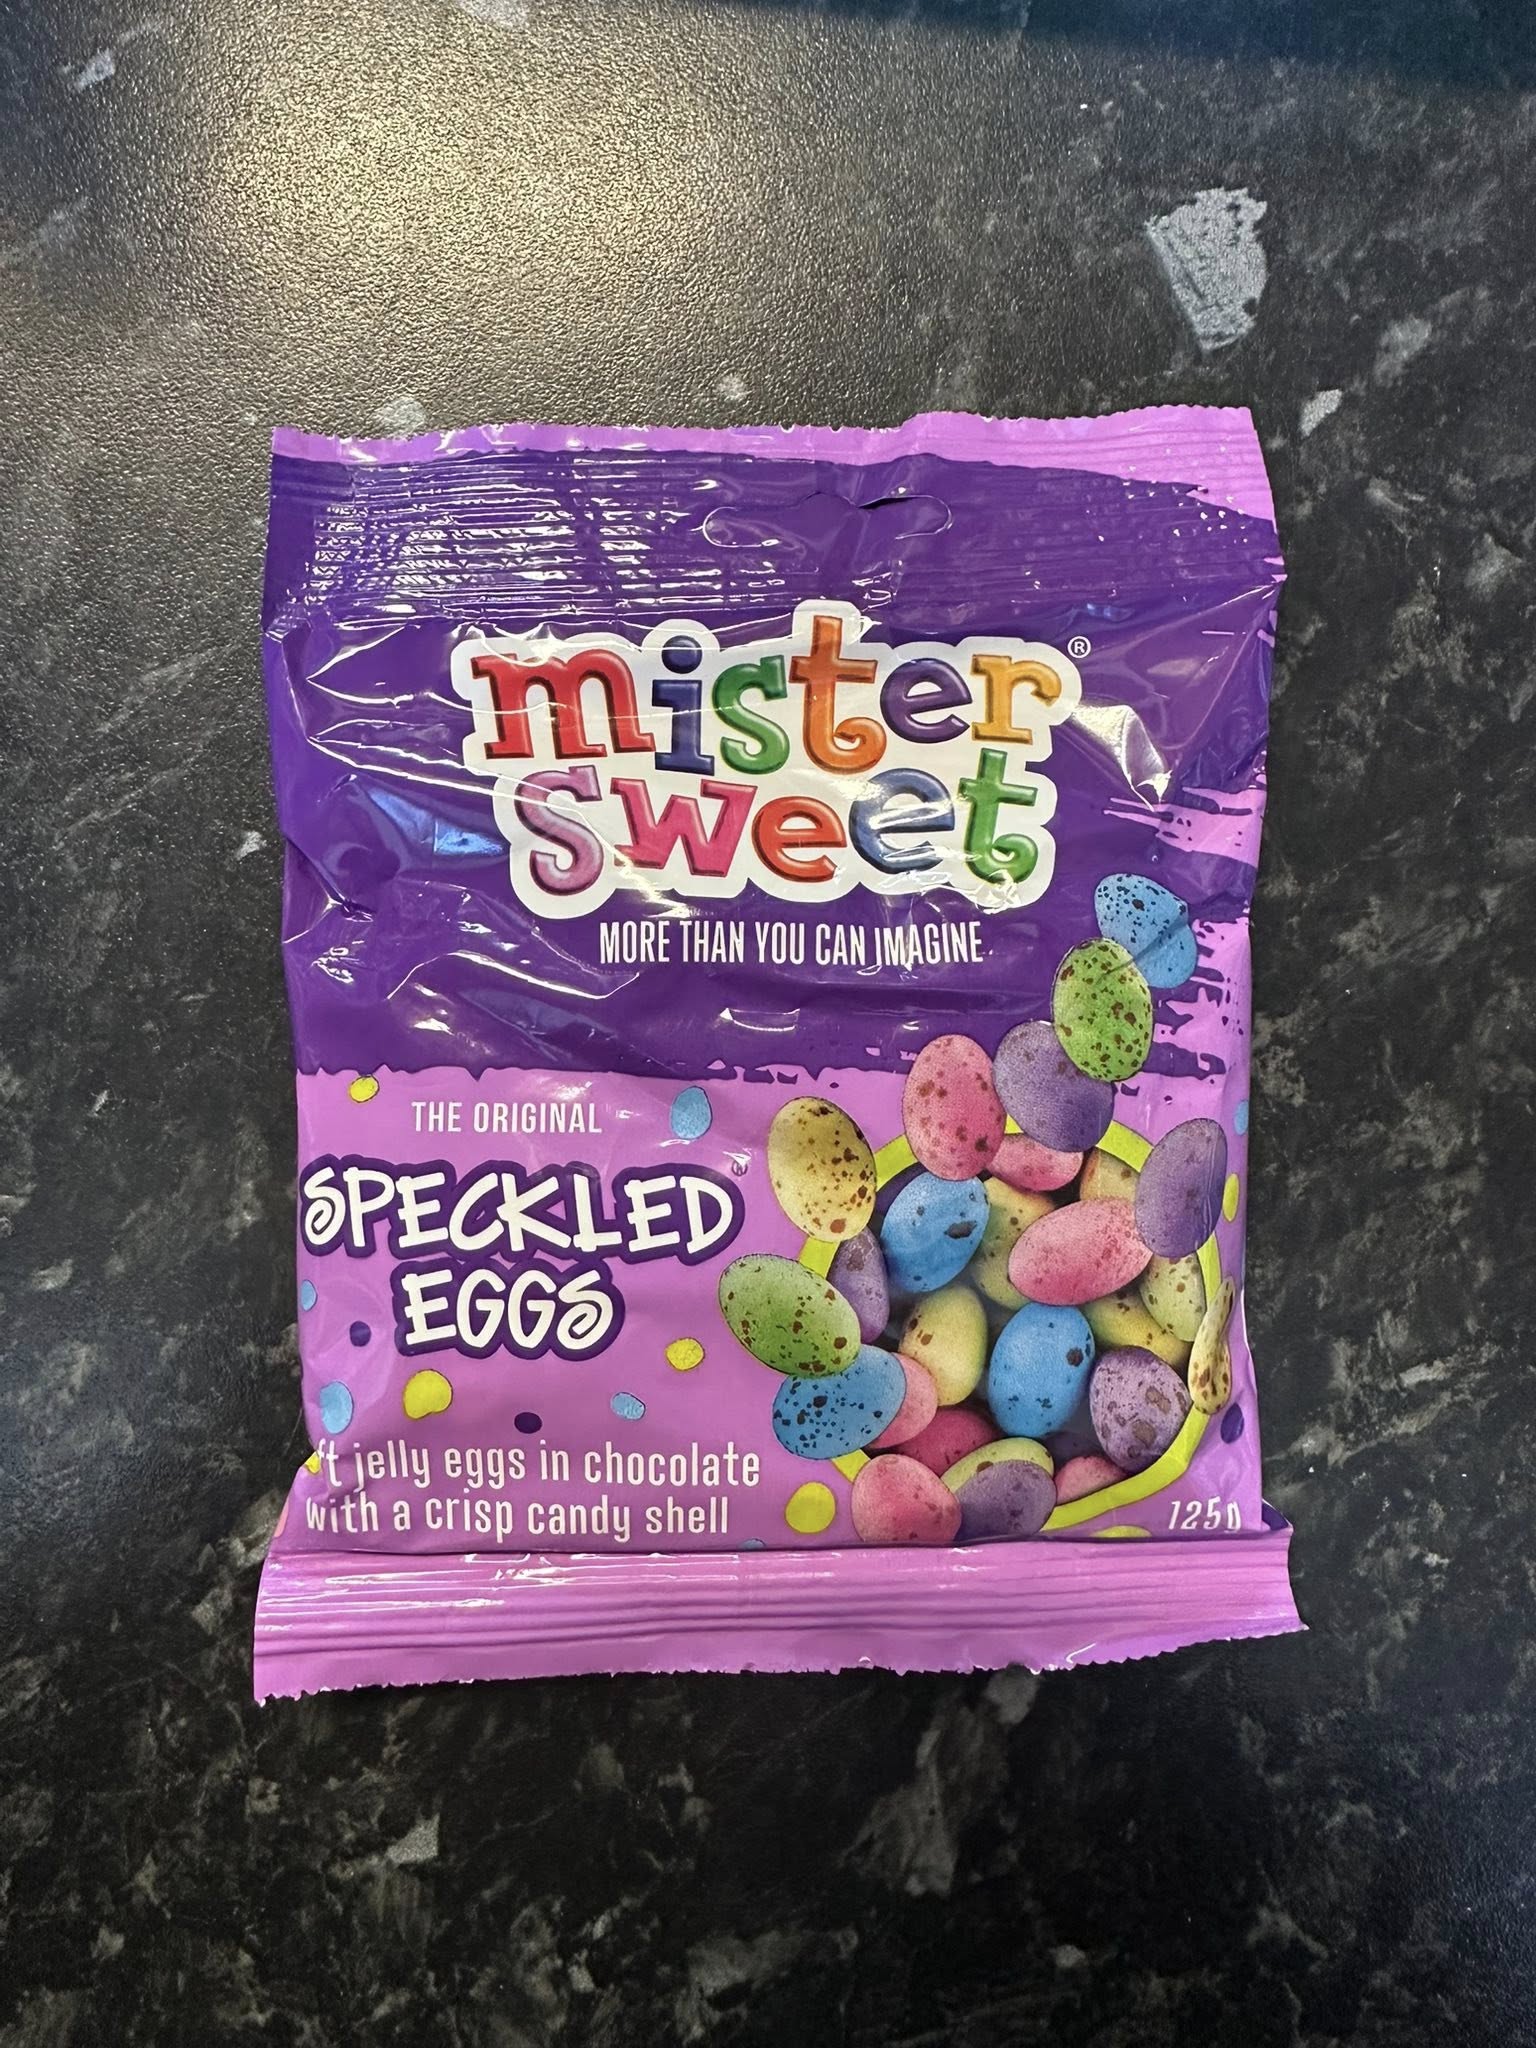 mister®
sweet
MORE THAN YOU CAN IMAGINE
THE ORIGINAL
SPECKLED
EGGS
jelly eggs in chocolate
with a crisp candy shell
125g